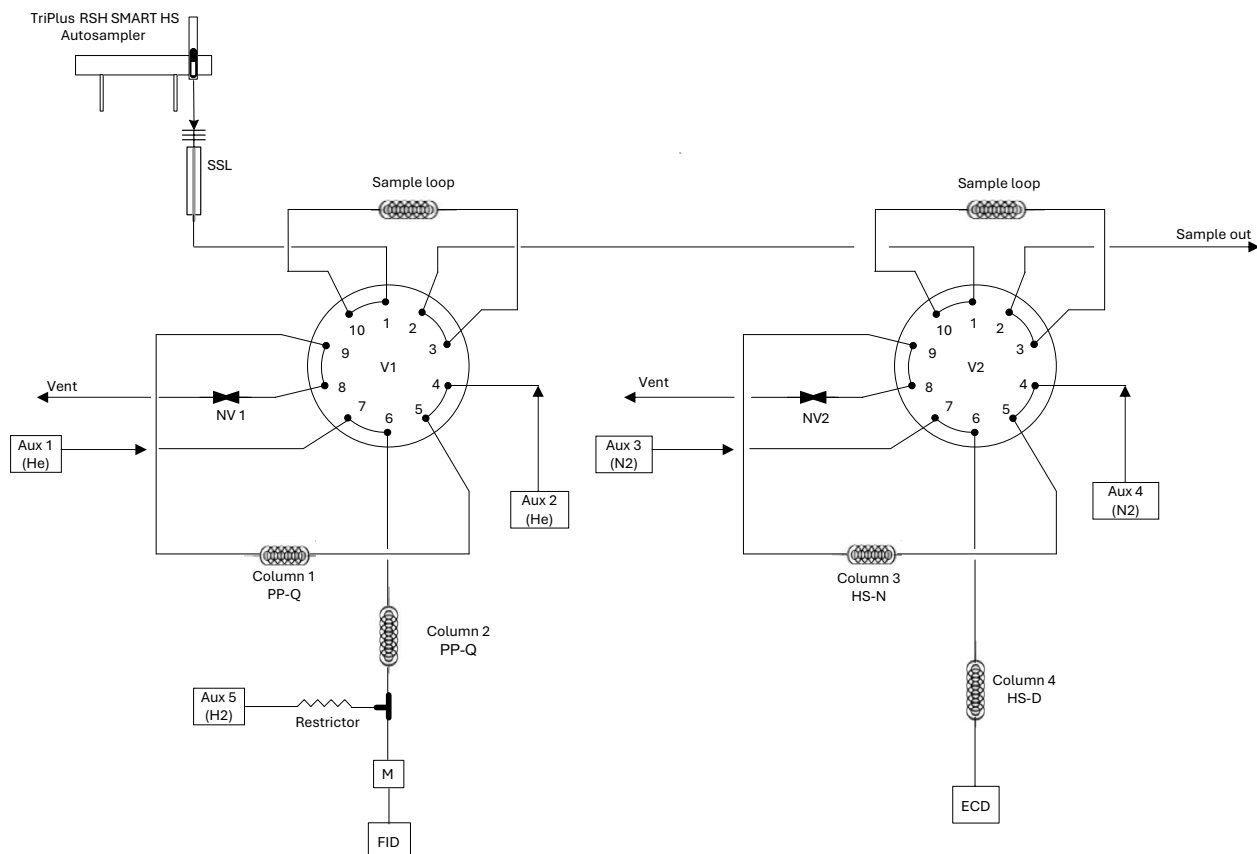 TriPlus RSH SMART HS
Autosampler
SSL
Sample loop
Sample loop
Sample out
1
2
3
4
5
6
7
8
9
10
V1
1
2
3
4
5
6
7
8
9
10
V2
Vent
NV 1
Aux 1
(He)
Aux 2
(He)
Vent
NV2
Aux 3
(N2)
Aux 4
(N2)
Column 1
PP-Q
Column 3
HS-N
Column 2
PP-Q
Column 4
HS-D
Aux 5
(H2)
Restrictor
M
FID
ECD